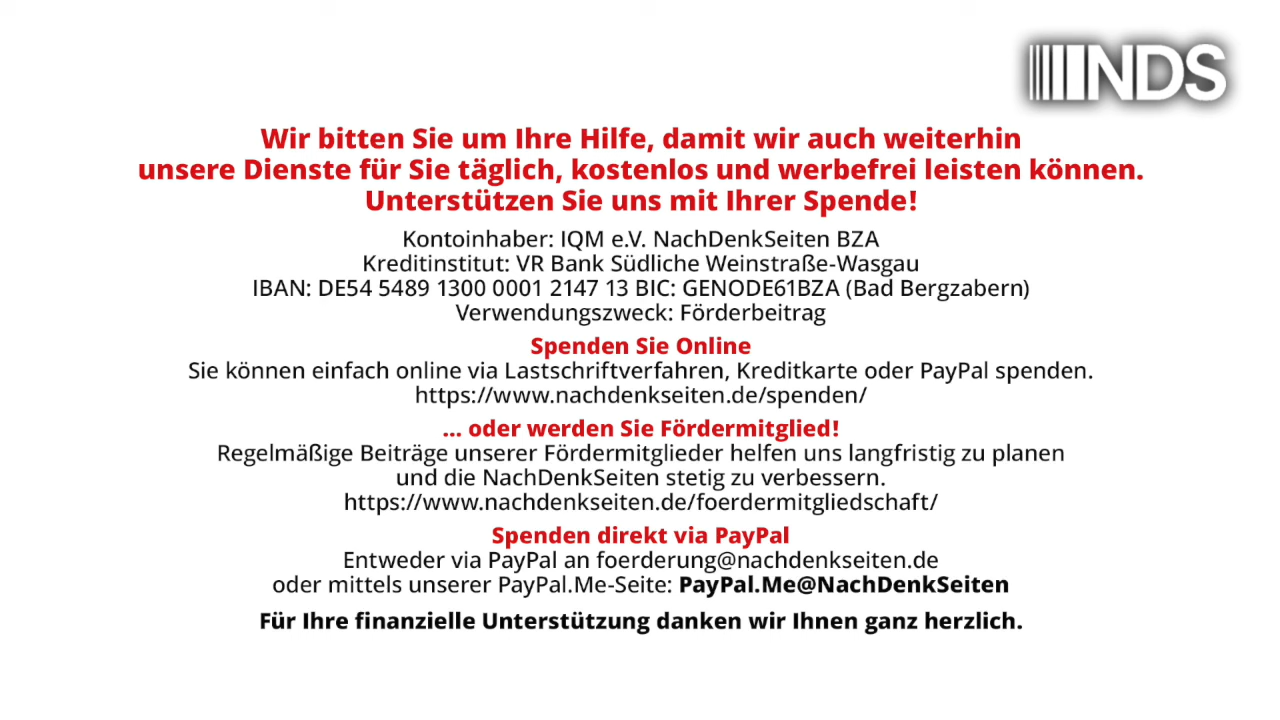 NDS
Wir bitten Sie um Ihre Hilfe, damit wir auch weiterhin
unsere Dienste für Sie täglich, kostenlos und werbefrei leisten können.
Unterstützen Sie uns mit Ihrer Spende!
Kontoinhaber: IQM e.V. NachDenkSeiten BZA
Kreditinstitut: VR Bank Südliche Weinstraße-Wasgau
IBAN: DE54 5489 1300 0001 2147 13 BIC: GENODE61BZA (Bad Bergzabern)
Verwendungszweck: Förderbeitrag
Spenden Sie Online
Sie können einfach online via Lastschriftverfahren, Kreditkarte oder PayPal spenden.
https://www.nachdenkseiten.de/spenden/
... oder werden Sie Fördermitglied!
Regelmäßige Beiträge unserer Fördermitglieder helfen uns langfristig zu planen
und die NachDenkSeiten stetig zu verbessern.
https://www.nachdenkseiten.de/foerdermitgliedschaft/
Spenden direkt via PayPal
Entweder via PayPal an foerderung@nachdenkseiten.de
oder mittels unserer PayPal.Me-Seite: PayPal.Me@NachDenkSeiten
Für Ihre finanzielle Unterstützung danken wir Ihnen ganz herzlich.